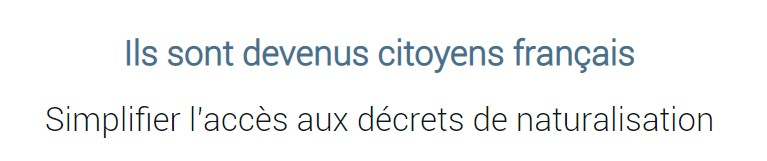 Ils sont devenus citoyens français
Simplifier l'accès aux décrets de naturalisation